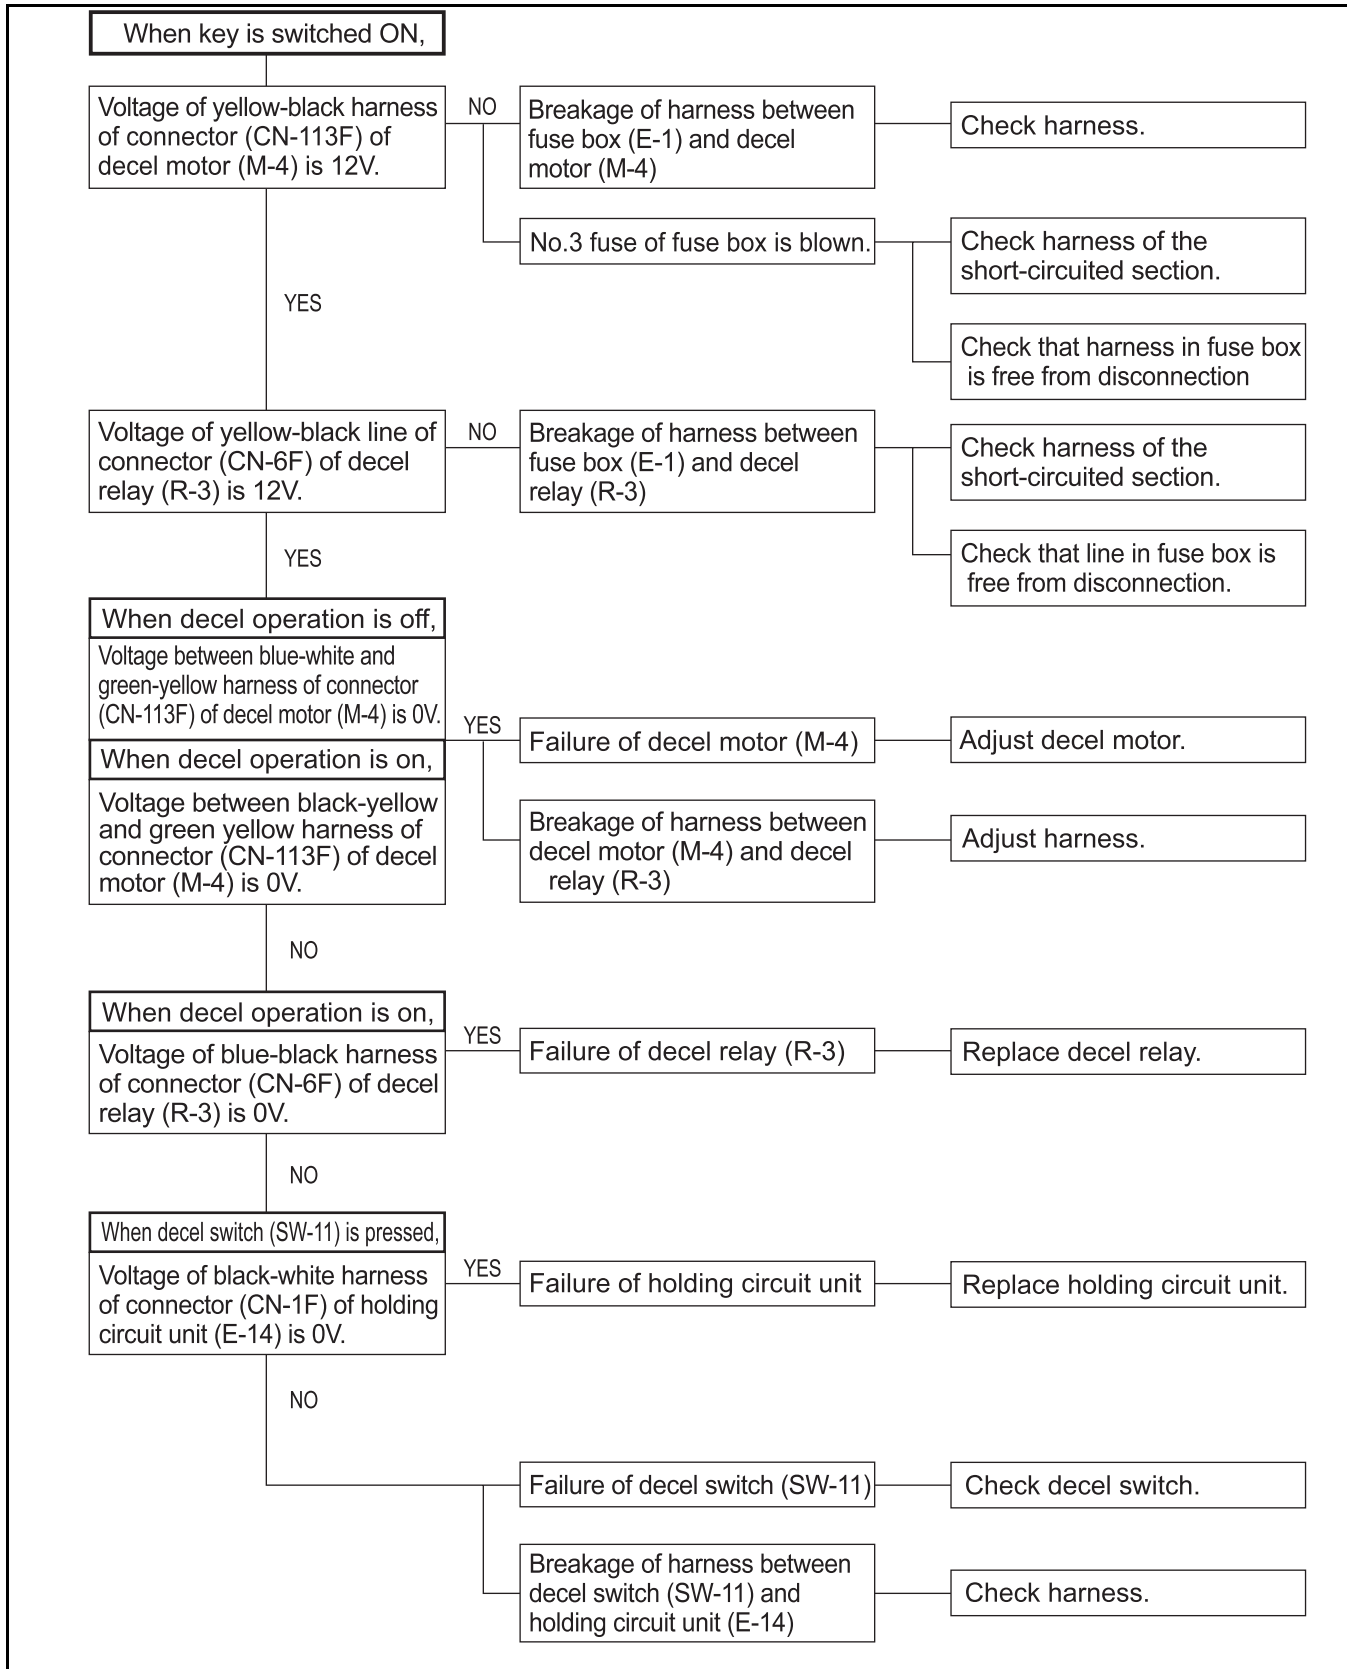 When key is switched ON,
Voltage of yellow-black harness
of connector (CN-113F) of
decel motor (M-4) is 12V.
NO
Breakage of harness between
fuse box (E-1) and decel
motor (M-4)
Check harness.
No.3 fuse of fuse box is blown.
Check harness of the
short-circuited section.
Check that harness in fuse box
is free from disconnection
YES
Voltage of yellow-black line of
connector (CN-6F) of decel
relay (R-3) is 12V.
NO
Breakage of harness between
fuse box (E-1) and decel
relay (R-3)
Check harness of the
short-circuited section.
Check that line in fuse box is
free from disconnection.
YES
When decel operation is off,
Voltage between blue-white and
green-yellow harness of connector
(CN-113F) of decel motor (M-4) is 0V.
When decel operation is on,
Voltage between black-yellow
and green yellow harness of
connector (CN-113F) of decel
motor (M-4) is 0V.
YES
Failure of decel motor (M-4)
Adjust decel motor.
Breakage of harness between
decel motor (M-4) and decel
relay (R-3)
Adjust harness.
NO
When decel operation is on,
Voltage of blue-black harness
of connector (CN-6F) of decel
relay (R-3) is 0V.
YES
Failure of decel relay (R-3)
Replace decel relay.
NO
When decel switch (SW-11) is pressed,
Voltage of black-white harness
of connector (CN-1F) of holding
circuit unit (E-14) is 0V.
YES
Failure of holding circuit unit
Replace holding circuit unit.
NO
Failure of decel switch (SW-11)
Check decel switch.
Breakage of harness between
decel switch (SW-11) and
holding circuit unit (E-14)
Check harness.